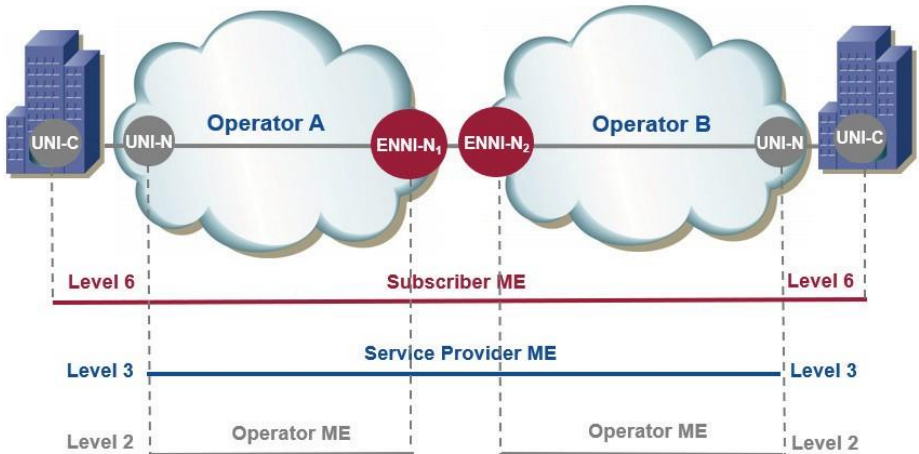 Operator A
Operator B
UNI-C
UNI-N
ENNI-N₁
ENNI-N₂
UNI-N
UNI-C
Level 6
Subscriber ME
Level 6
Service Provider ME
Level 3
Level 3
Operator ME
Operator ME
Level 2
Level 2